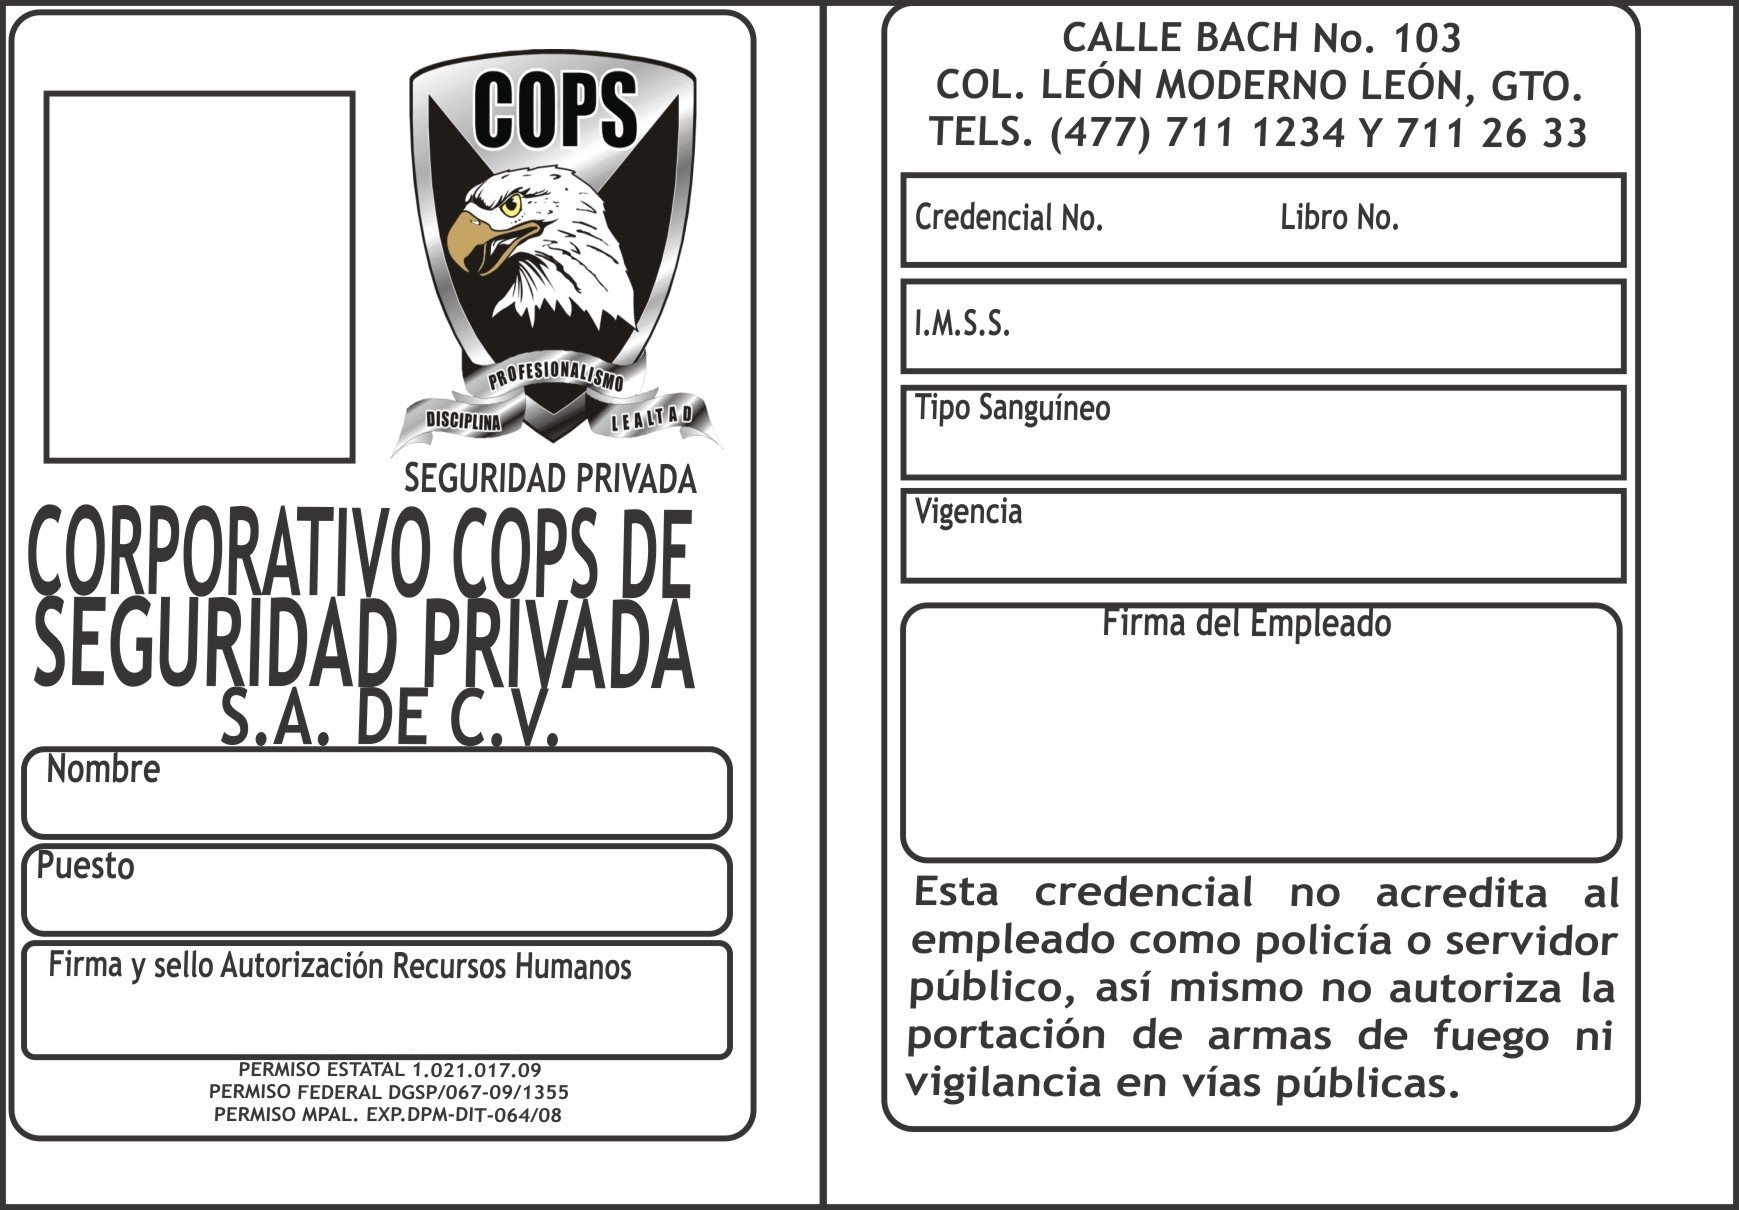 COPS
PROFESIONALISMO
DISCIPLINA
LEALTAD
SEGURIDAD PRIVADA
CORPORATIVO COPS DE
SEGURIDAD PRIVADA
S.A. DE C.V.
Nombre
Puesto
Firma y sello Autorización Recursos Humanos
PERMISO ESTATAL 1.021.017.09
PERMISO FEDERAL DGSP/067-09/1355
PERMISO MPAL. EXP.DPM-DIT-064/08
CALLE BACH No. 103
COL. LEÓN MODERNO LEÓN, GTO.
TELS. (477) 711 1234 Y 711 26 33
Credencial No. Libro No.
I.M.S.S.
Tipo Sanguíneo
Vigencia
Firma del Empleado
Esta credencial no acredita al
empleado como policía o servidor
público, así mismo no autoriza la
portación de armas de fuego ni
vigilancia en vías públicas.